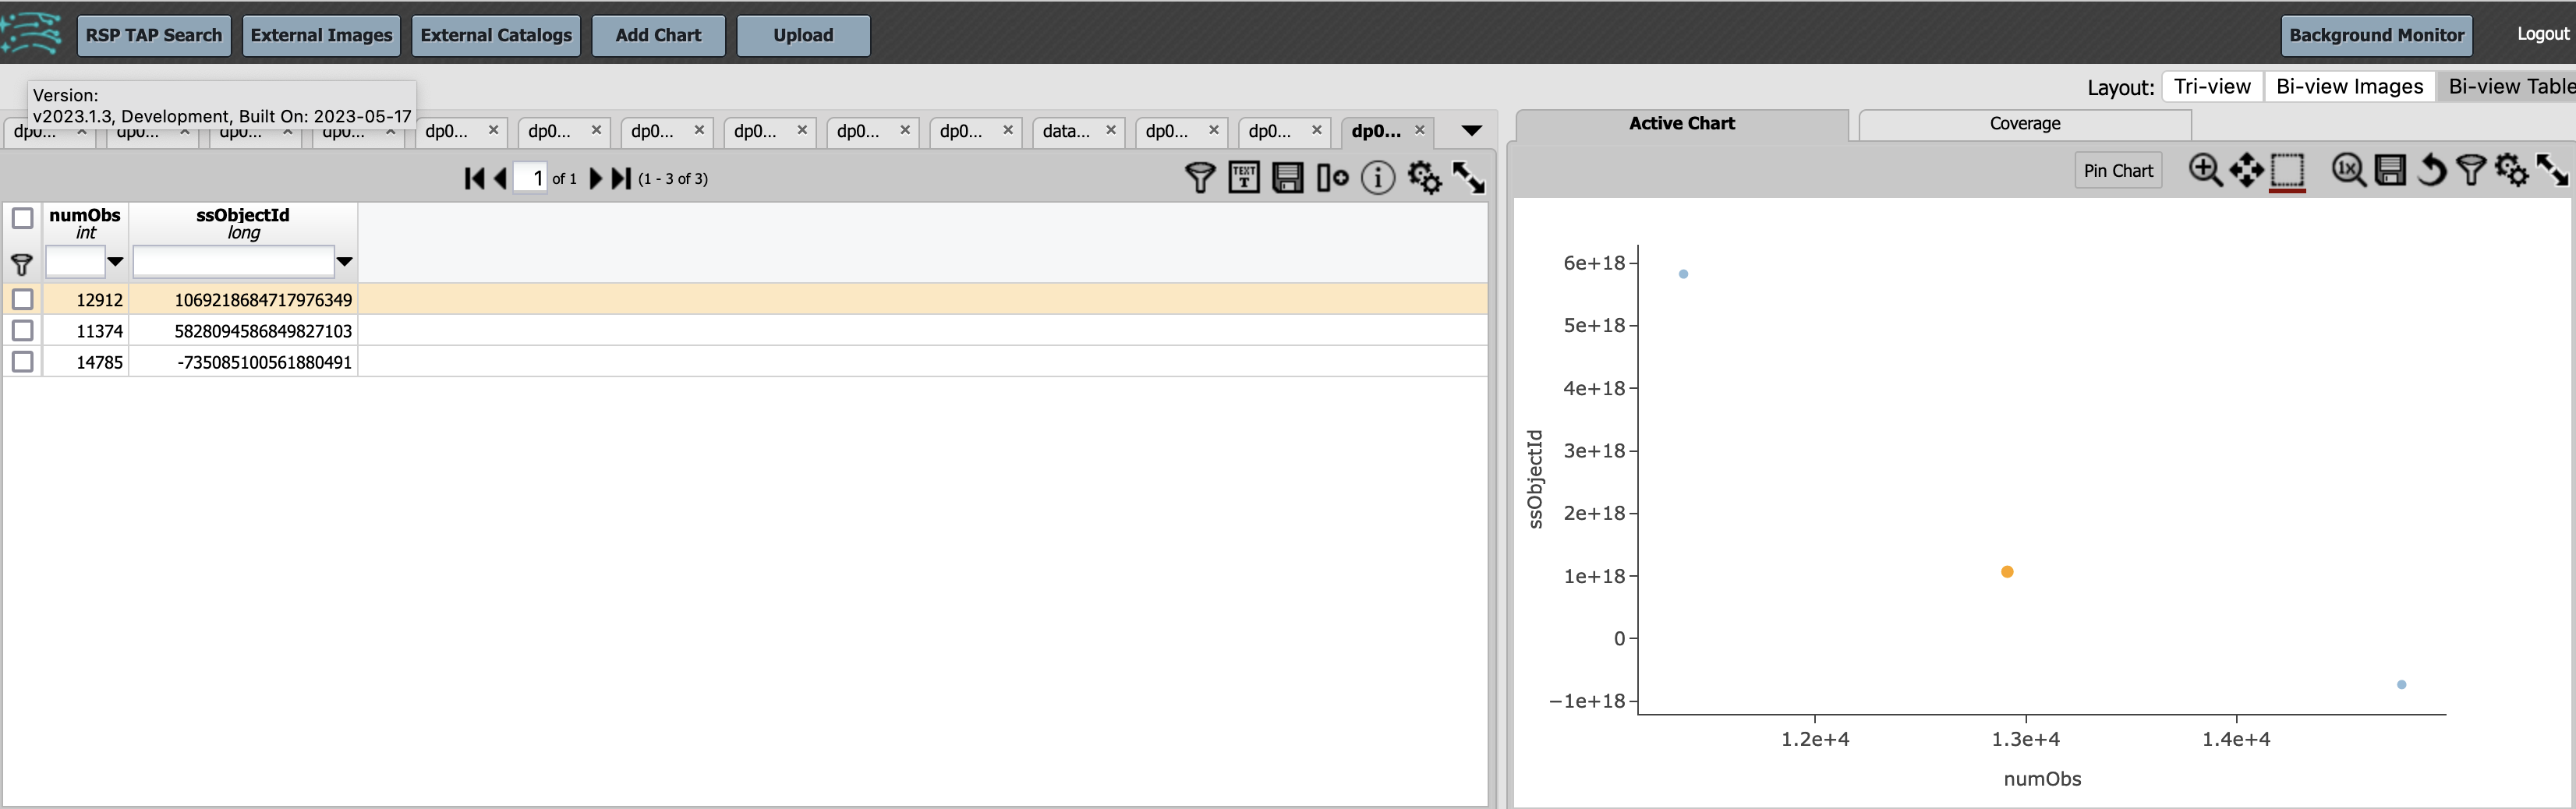 RSP TAP Search External Images External Catalogs Add Chart Upload Background Monitor Logout
Layout: Tri-view Bi-view Images Bi-view Table
Version:
v2023.1.3, Development, Built On: 2023-05-17
dp0... dp0... dp0... dp0... dp0... dp0... dp0... dp0... dp0... dp0... data... dp0... dp0... dp0...
Active Chart Coverage
1 of 1 (1 - 3 of 3)
TEXT
T
i
Pin Chart
1x
numObs ssObjectId
int long
12912 1069218684717976349
11374 5828094586849827103
14785 -735085100561880491
6e+18
5e+18
4e+18
3e+18
2e+18
1e+18
0
−1e+18
ssObjectId
1.2e+4 1.3e+4 1.4e+4
numObs